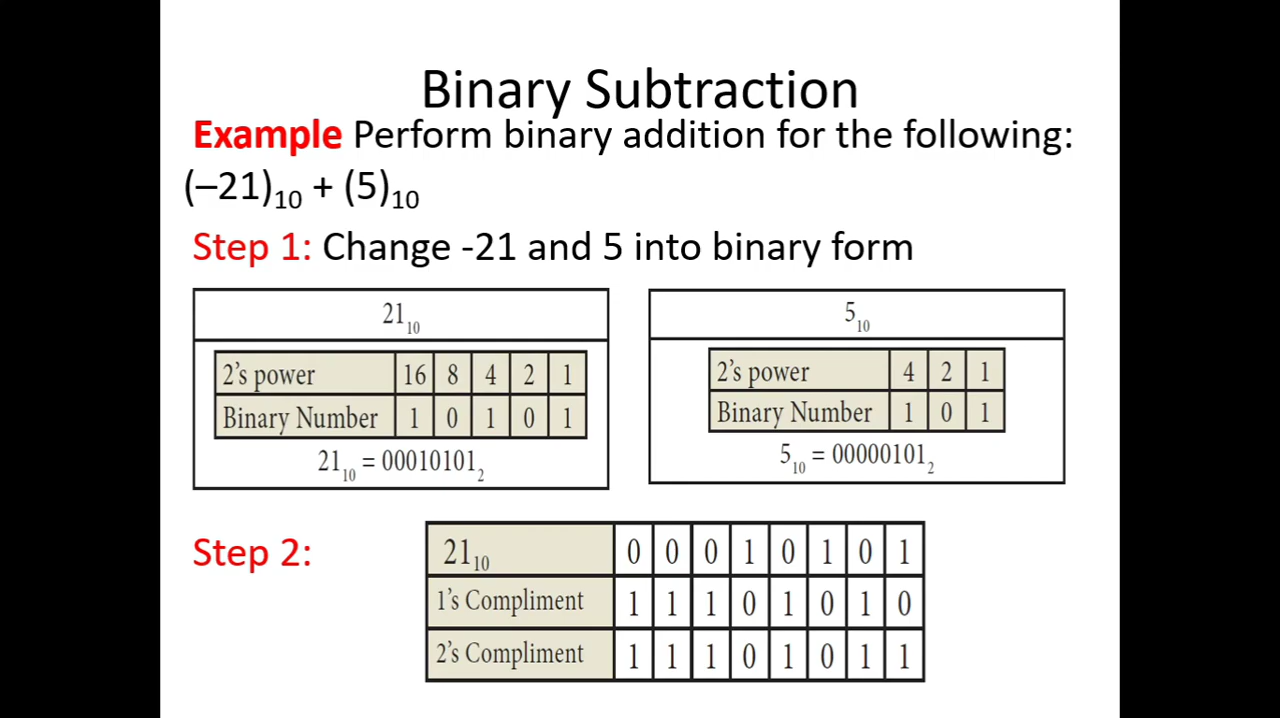 Binary Subtraction
Example Perform binary addition for the following:
(–21)₁₀ + (5)₁₀
Step 1: Change -21 and 5 into binary form
21₁₀
2's power 16 8 4 2 1
Binary Number 1 0 1 0 1
21₁₀ = 00010101₂
5₁₀
2's power 4 2 1
Binary Number 1 0 1
5₁₀ = 00000101₂
Step 2:
21₁₀ 0 0 0 1 0 1 0 1
1's Compliment 1 1 1 0 1 0 1 0
2's Compliment 1 1 1 0 1 0 1 1